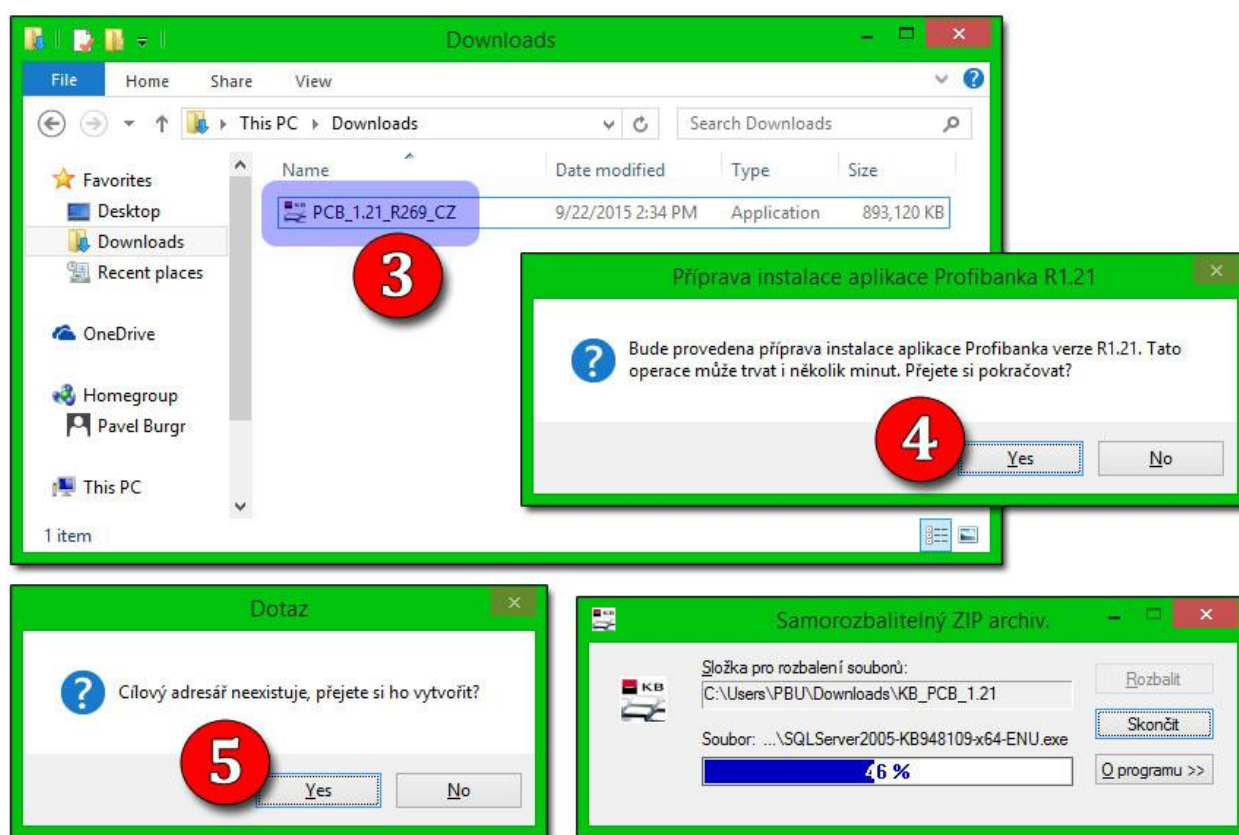 Downloads
File Home Share View
This PC Downloads
Search Downloads
Name Date modified Type Size
PCB_1.21_R269_CZ 9/22/2015 2:34 PM Application 893,120 KB
Favorites
Desktop
Downloads
Recent places
OneDrive
Homegroup
Pavel Burgr
This PC
1 item
3
Příprava instalace aplikace Profibanka R1.21
Bude provedena příprava instalace aplikace Profibanka verze R1.21. Tato
operace může trvat i několik minut. Přejete si pokračovat?
4
Yes No
Dotaz
Cílový adresář neexistuje, přejete si ho vytvořit?
5
Yes No
Samorozbalitelný ZIP archiv.
KB
Složka pro rozbalení souborů:
C:\Users\PBU\Downloads\KB_PCB_1.21
Soubor: ...\SQLServer2005-KB948109-x64-ENU.exe
46 %
Rozbalit
Skončit
O programu >>